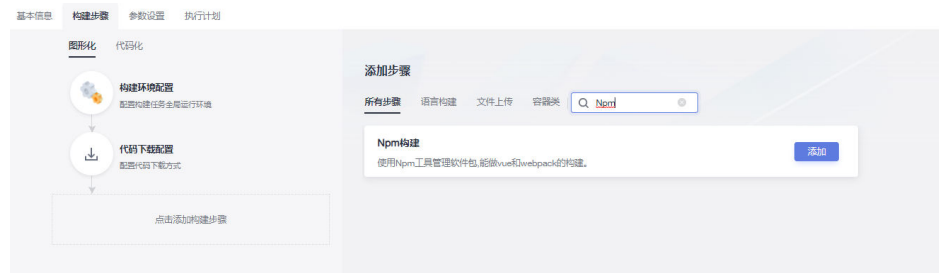 基本信息 构建步骤 参数设置 执行计划
图形化 代码化
构建环境配置
配置构建任务全局运行环境
代码下载配置
配置代码下载方式
点击添加构建步骤
添加步骤
所有步骤 语言构建 文件上传 容器类 Npm
Npm构建
使用Npm工具管理软件包,能做vue和webpack的构建。
添加